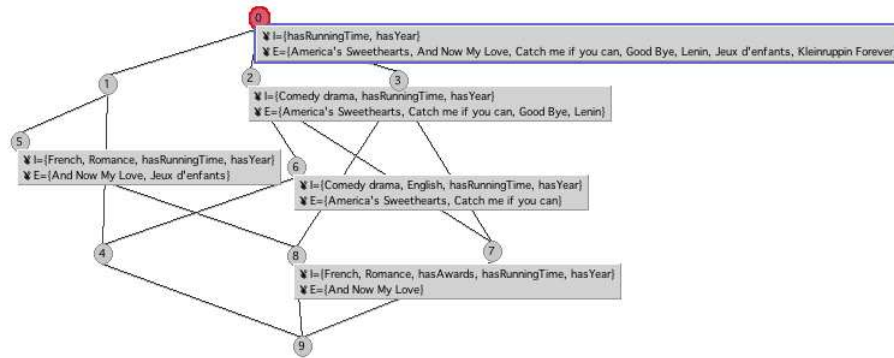 0
¥ I={hasRunningTime, hasYear}
¥ E={America's Sweethearts, And Now My Love, Catch me if you can, Good Bye, Lenin, Jeux d'enfants, Kleinruppin Forever
1
2
3
¥ I={Comedy drama, hasRunningTime, hasYear}
¥ E={America's Sweethearts, Catch me if you can, Good Bye, Lenin}
5
¥ I={French, Romance, hasRunningTime, hasYear}
¥ E={And Now My Love, Jeux d'enfants}
6
¥ I={Comedy drama, English, hasRunningTime, hasYear}
¥ E={America's Sweethearts, Catch me if you can}
4
8
7
¥ I={French, Romance, hasAwards, hasRunningTime, hasYear}
¥ E={And Now My Love}
9